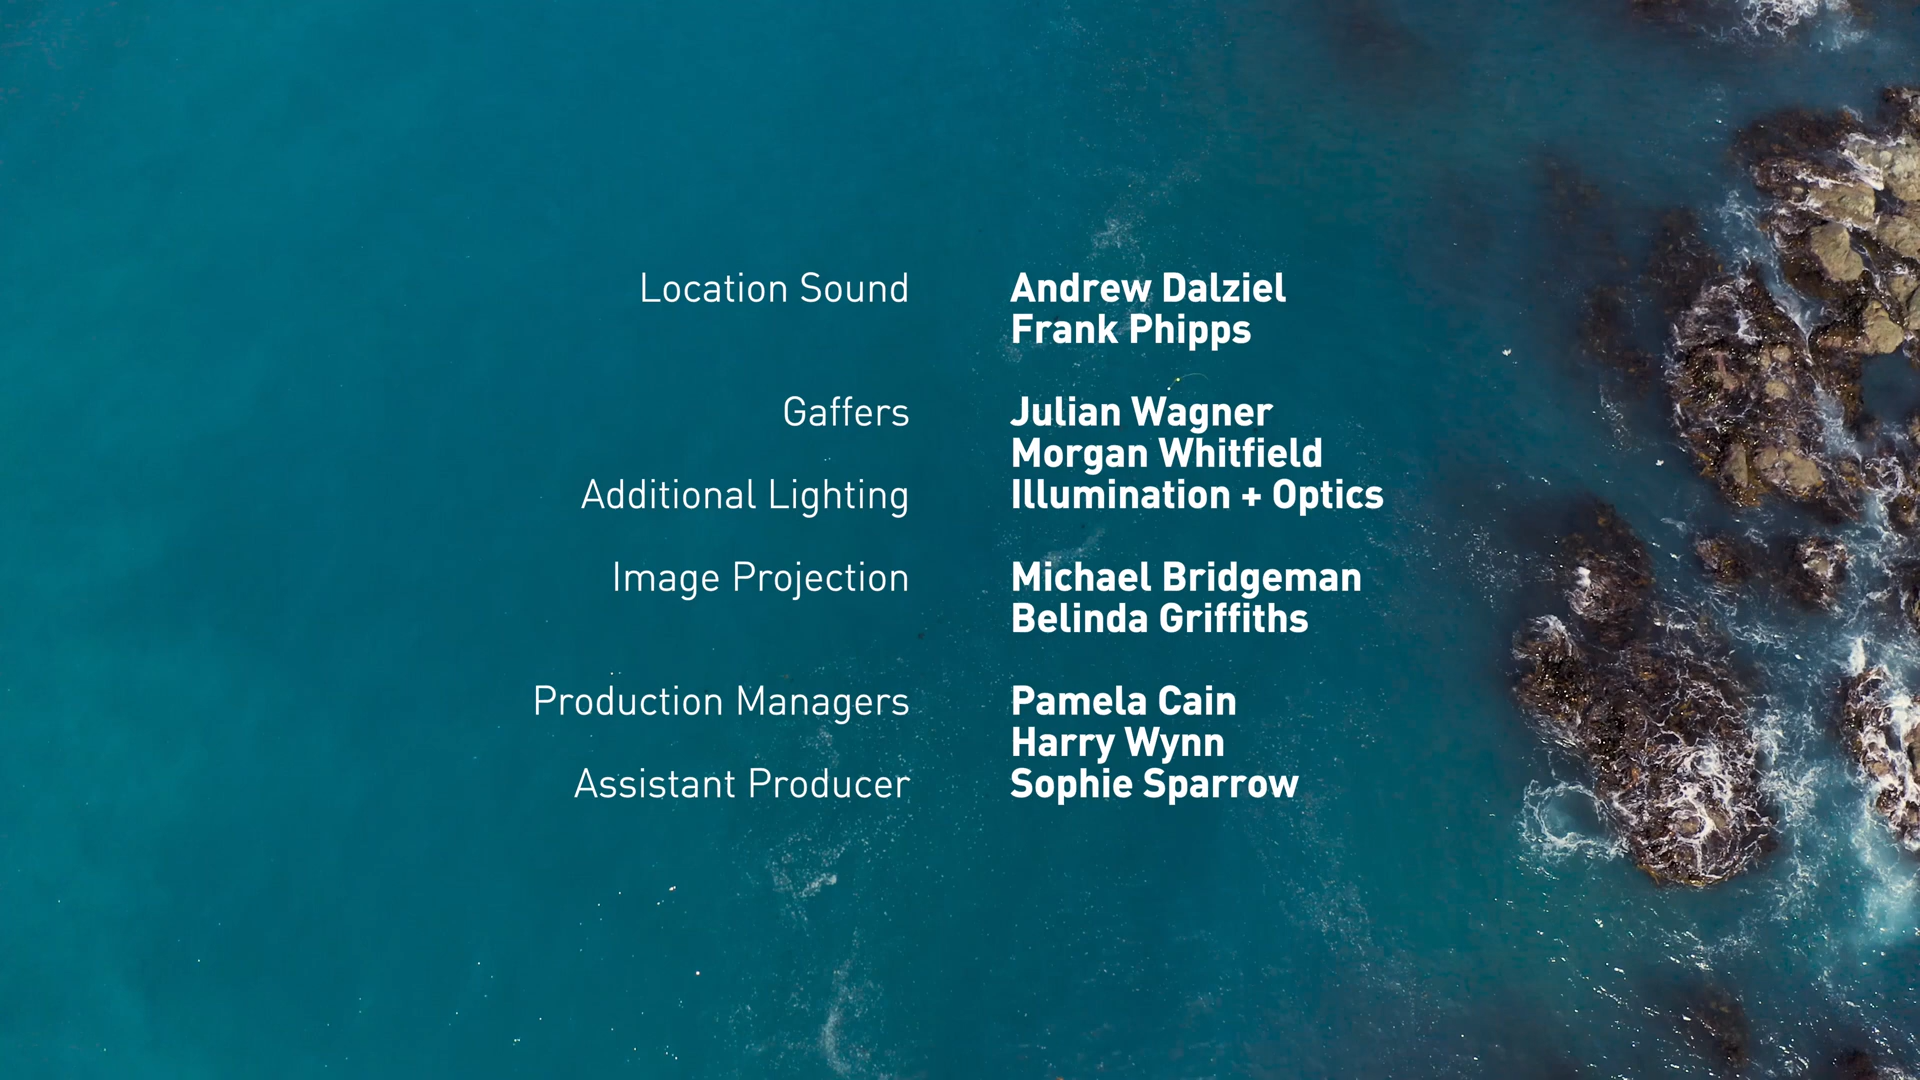 Location Sound Andrew Dalziel
Frank Phipps
Gaffers Julian Wagner
Morgan Whitfield
Additional Lighting Illumination + Optics
Image Projection Michael Bridgeman
Belinda Griffiths
Production Managers Pamela Cain
Harry Wynn
Assistant Producer Sophie Sparrow